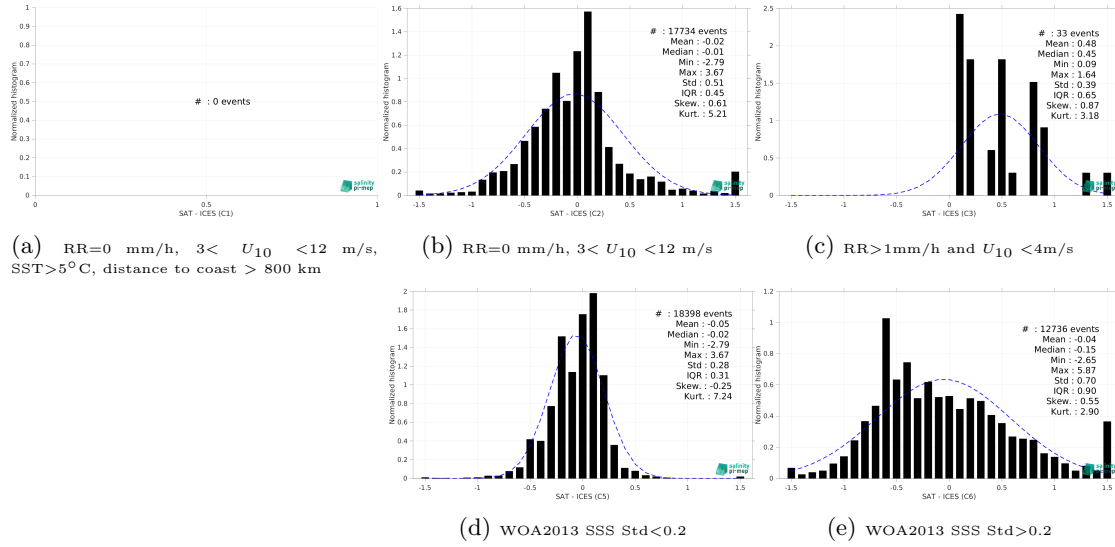 1
0.9
0.8
0.7
0.6
0.5
0.4
0.3
0.2
0.1
0
Normalized histogram
# : 0 events
salinity
pi-mep
0 0.5 1
SAT - ICES (C1)
(a) RR=0 mm/h, 3< U10 <12 m/s,
SST>5°C, distance to coast > 800 km
1.6
1.4
1.2
1
0.8
0.6
0.4
0.2
0
Normalized histogram
# : 17734 events
Mean : -0.02
Median : -0.01
Min : -2.79
Max : 3.67
Std : 0.51
IQR : 0.45
Skew. : 0.61
Kurt. : 5.21
salinity
pi-mep
-1.5 -1 -0.5 0 0.5 1 1.5
SAT - ICES (C2)
(b) RR=0 mm/h, 3< U10 <12 m/s
2.5
2
1.5
1
0.5
0
Normalized histogram
# : 33 events
Mean : 0.48
Median : 0.45
Min : 0.09
Max : 1.64
Std : 0.39
IQR : 0.65
Skew. : 0.87
Kurt. : 3.18
salinity
pi-mep
-1.5 -1 -0.5 0 0.5 1 1.5
SAT - ICES (C3)
(c) RR>1mm/h and U10 <4m/s
2
1.8
1.6
1.4
1.2
1
0.8
0.6
0.4
0.2
0
Normalized histogram
# : 18398 events
Mean : -0.05
Median : -0.02
Min : -2.79
Max : 3.67
Std : 0.28
IQR : 0.31
Skew. : -0.25
Kurt. : 7.24
salinity
pi-mep
-1.5 -1 -0.5 0 0.5 1 1.5
SAT - ICES (C5)
(d) WOA2013 SSS Std<0.2
1.2
1
0.8
0.6
0.4
0.2
0
Normalized histogram
# : 12736 events
Mean : -0.04
Median : -0.15
Min : -2.65
Max : 5.87
Std : 0.70
IQR : 0.90
Skew. : 0.55
Kurt. : 2.90
salinity
pi-mep
-1.5 -1 -0.5 0 0.5 1 1.5
SAT - ICES (C6)
(e) WOA2013 SSS Std>0.2